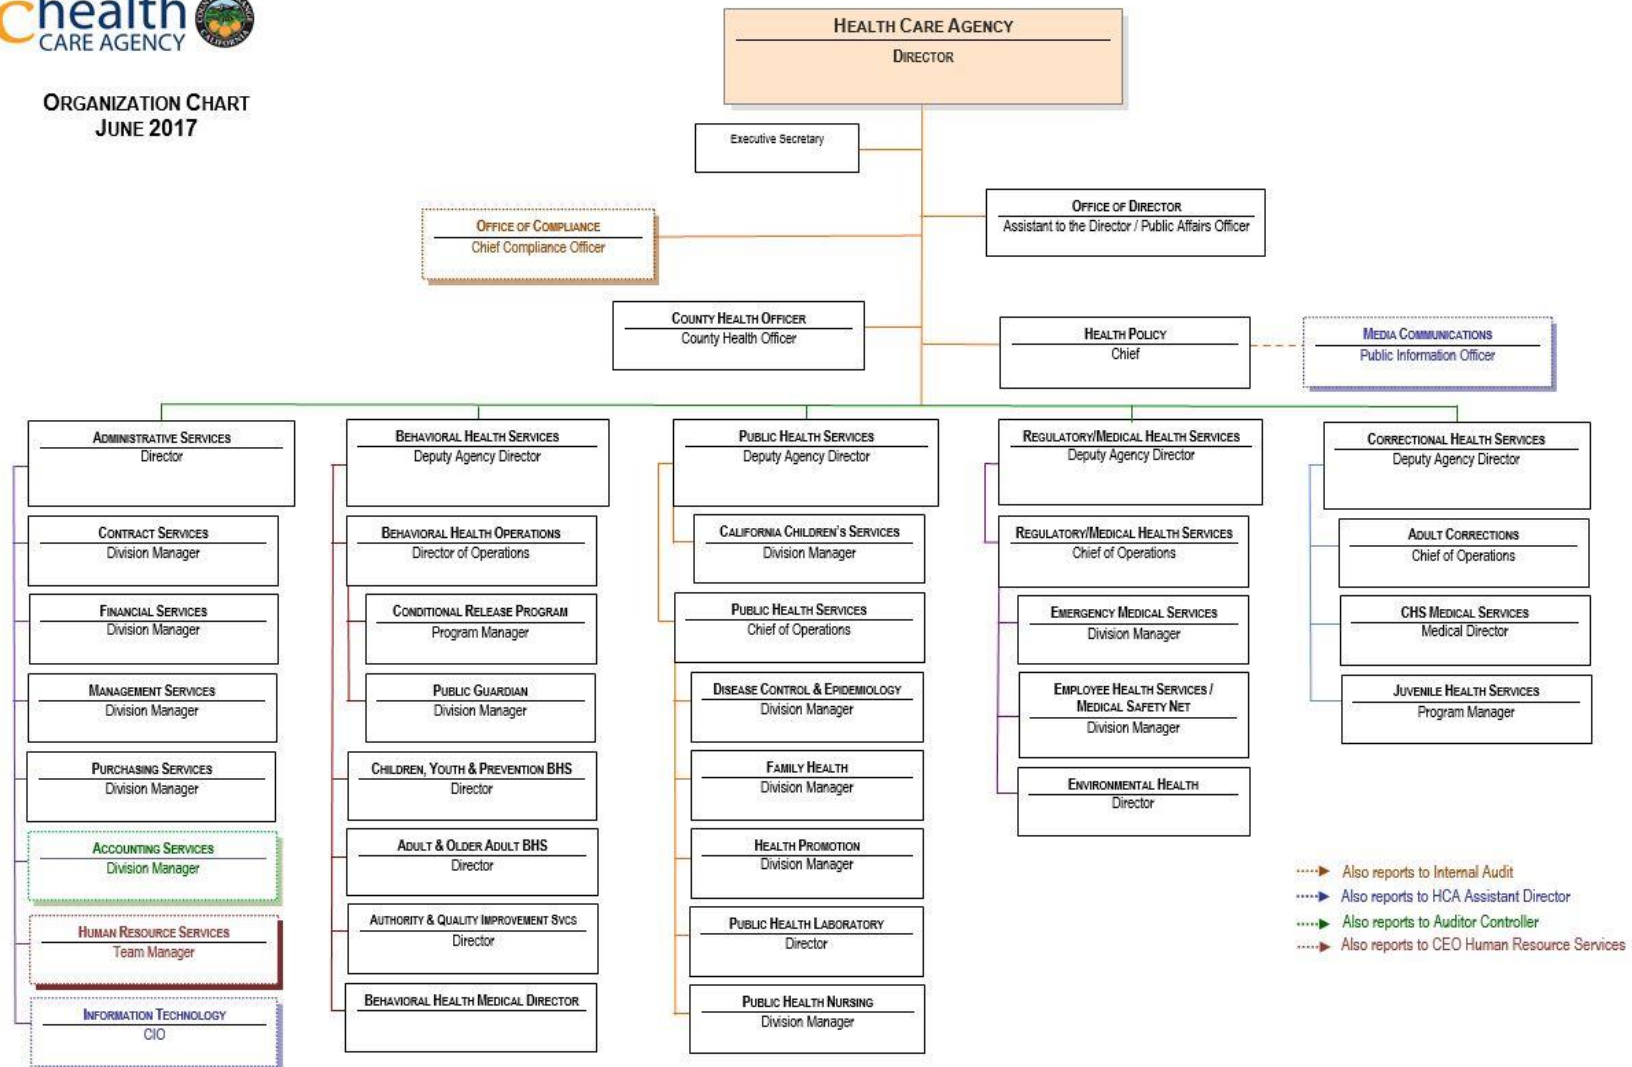 health
CARE AGENCY
CALIFORNIA
ORGANIZATION CHART
JUNE 2017
HEALTH CARE AGENCY
DIRECTOR
Executive Secretary
OFFICE OF DIRECTOR
Assistant to the Director / Public Affairs Officer
OFFICE OF COMPLIANCE
Chief Compliance Officer
COUNTY HEALTH OFFICER
County Health Officer
HEALTH POLICY
Chief
MEDIA COMMUNICATIONS
Public Information Officer
ADMINISTRATIVE SERVICES
Director
CONTRACT SERVICES
Division Manager
FINANCIAL SERVICES
Division Manager
MANAGEMENT SERVICES
Division Manager
PURCHASING SERVICES
Division Manager
ACCOUNTING SERVICES
Division Manager
HUMAN RESOURCE SERVICES
Team Manager
INFORMATION TECHNOLOGY
CIO
BEHAVIORAL HEALTH SERVICES
Deputy Agency Director
BEHAVIORAL HEALTH OPERATIONS
Director of Operations
CONDITIONAL RELEASE PROGRAM
Program Manager
PUBLIC GUARDIAN
Division Manager
CHILDREN, YOUTH & PREVENTION BHS
Director
ADULT & OLDER ADULT BHS
Director
AUTHORITY & QUALITY IMPROVEMENT SVCS
Director
BEHAVIORAL HEALTH MEDICAL DIRECTOR
PUBLIC HEALTH SERVICES
Deputy Agency Director
CALIFORNIA CHILDREN'S SERVICES
Division Manager
PUBLIC HEALTH SERVICES
Chief of Operations
DISEASE CONTROL & EPIDEMIOLOGY
Division Manager
FAMILY HEALTH
Division Manager
HEALTH PROMOTION
Division Manager
PUBLIC HEALTH LABORATORY
Director
PUBLIC HEALTH NURSING
Division Manager
REGULATORY/MEDICAL HEALTH SERVICES
Deputy Agency Director
REGULATORY/MEDICAL HEALTH SERVICES
Chief of Operations
EMERGENCY MEDICAL SERVICES
Division Manager
EMPLOYEE HEALTH SERVICES /
MEDICAL SAFETY NET
Division Manager
ENVIRONMENTAL HEALTH
Director
CORRECTIONAL HEALTH SERVICES
Deputy Agency Director
ADULT CORRECTIONS
Chief of Operations
CHS MEDICAL SERVICES
Medical Director
JUVENILE HEALTH SERVICES
Program Manager
Also reports to Internal Audit
Also reports to HCA Assistant Director
Also reports to Auditor Controller
Also reports to CEO Human Resource Services